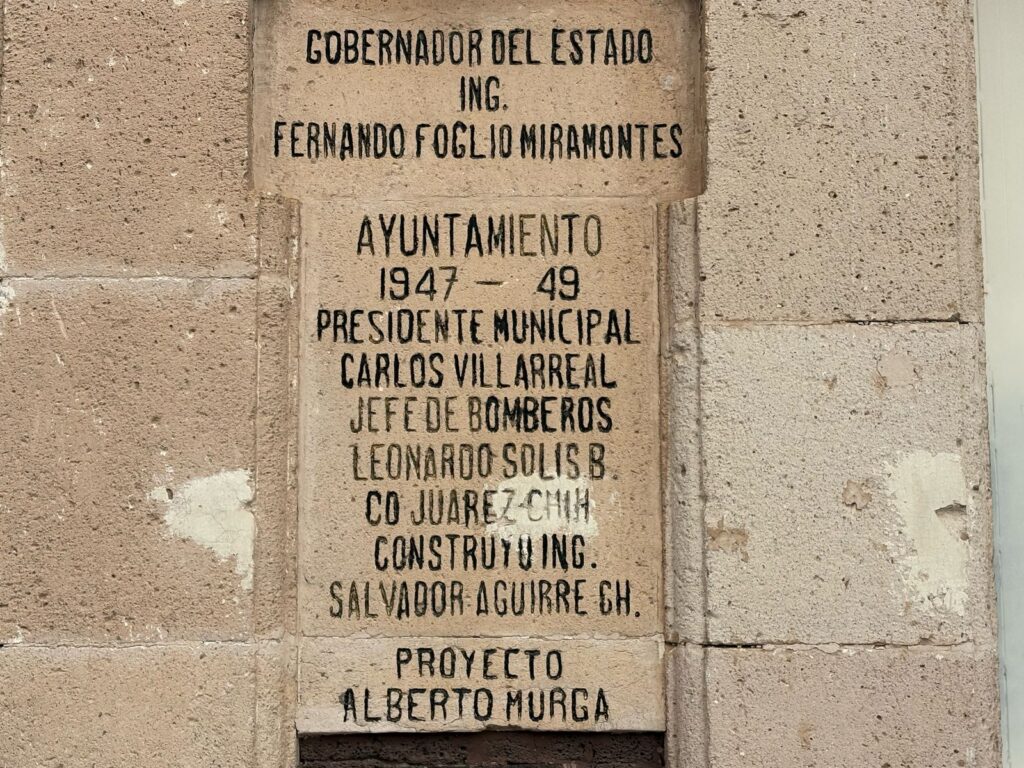 GOBERNADOR DEL ESTADO
ING.
FERNANDO FOGLIO MIRAMONTES
AYUNTAMIENTO
1947 - 49
PRESIDENTE MUNICIPAL
CARLOS VILLARREAL
JEFE DE BOMBEROS
LEONARDO SOLIS B.
CD JUAREZ-CHIH
CONSTRUYO ING.
SALVADOR AGUIRRE CH.
PROYECTO
ALBERTO MURGA